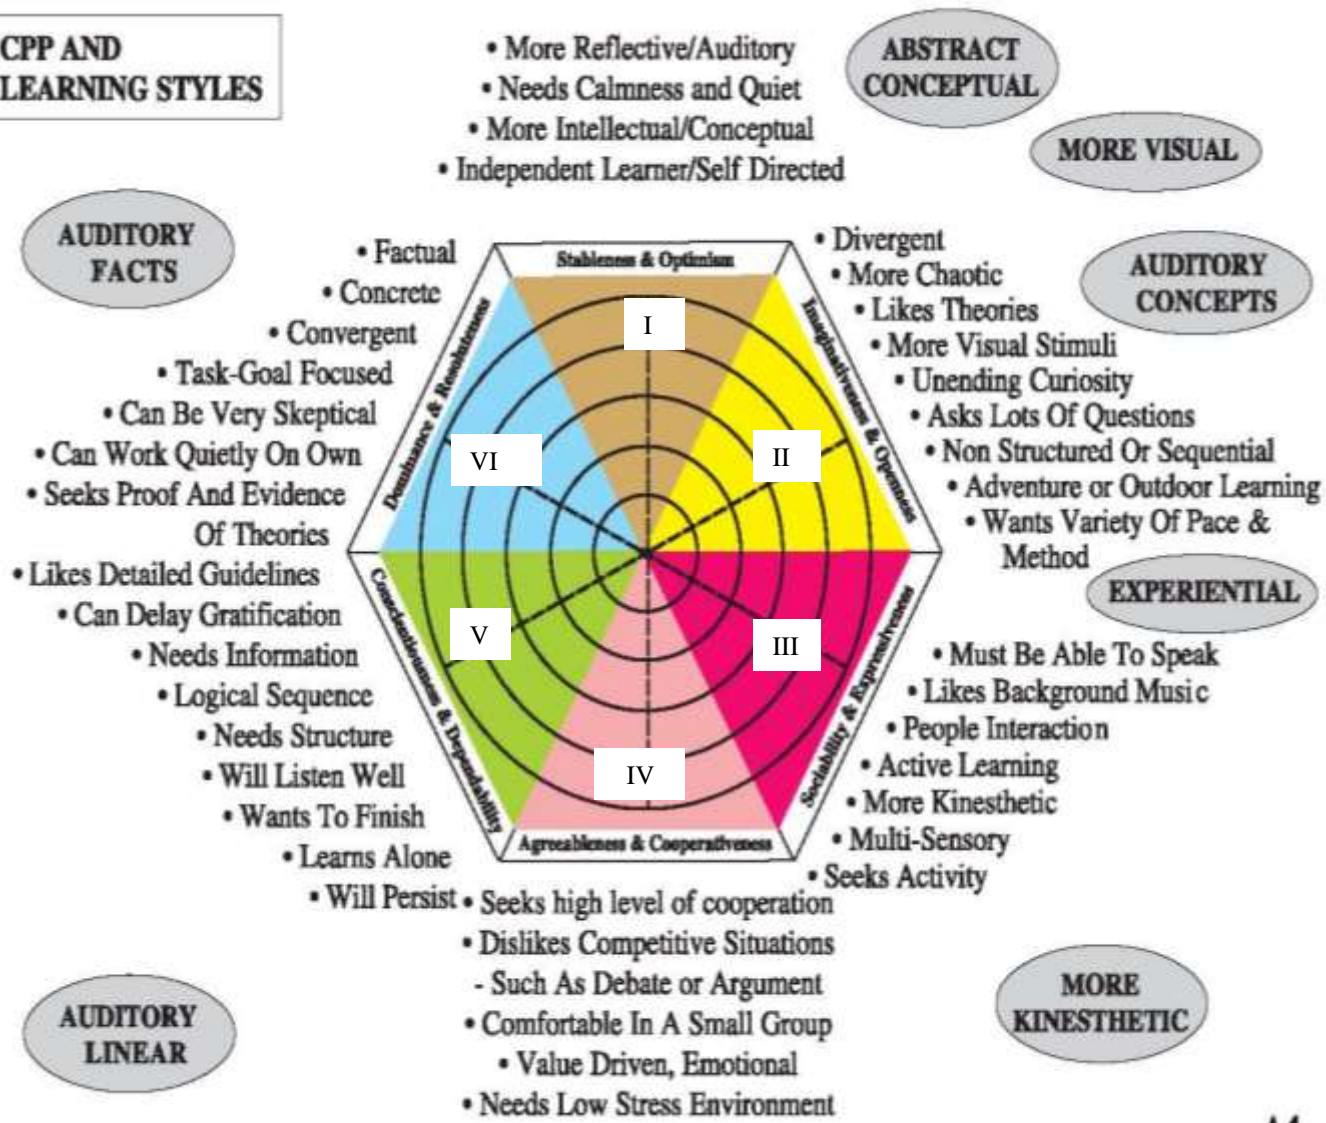 CPP AND
LEARNING STYLES
• More Reflective/Auditory
• Needs Calmness and Quiet
• More Intellectual/Conceptual
• Independent Learner/Self Directed
ABSTRACT
CONCEPTUAL
MORE VISUAL
AUDITORY
FACTS
• Factual
• Concrete
• Convergent
• Task-Goal Focused
• Can Be Very Skeptical
• Can Work Quietly On Own
• Seeks Proof And Evidence
Of Theories
Stableness & Optimism
I
• Divergent
• More Chaotic
• Likes Theories
• More Visual Stimuli
• Unending Curiosity
• Asks Lots Of Questions
• Non Structured Or Sequential
• Adventure or Outdoor Learning
• Wants Variety Of Pace &
Method
AUDITORY
CONCEPTS
Dominance & Resoluteness
VI
II
Imaginativeness & Openness
EXPERIENTIAL
• Likes Detailed Guidelines
• Can Delay Gratification
• Needs Information
• Logical Sequence
• Needs Structure
• Will Listen Well
• Wants To Finish
• Learns Alone
• Will Persist
Conscientiousness & Dependability
V
III
Sociability & Expressiveness
• Must Be Able To Speak
• Likes Background Music
• People Interaction
• Active Learning
• More Kinesthetic
• Multi-Sensory
• Seeks Activity
IV
Agreeableness & Cooperativeness
• Seeks high level of cooperation
• Dislikes Competitive Situations
- Such As Debate or Argument
• Comfortable In A Small Group
• Value Driven, Emotional
• Needs Low Stress Environment
AUDITORY
LINEAR
MORE
KINESTHETIC